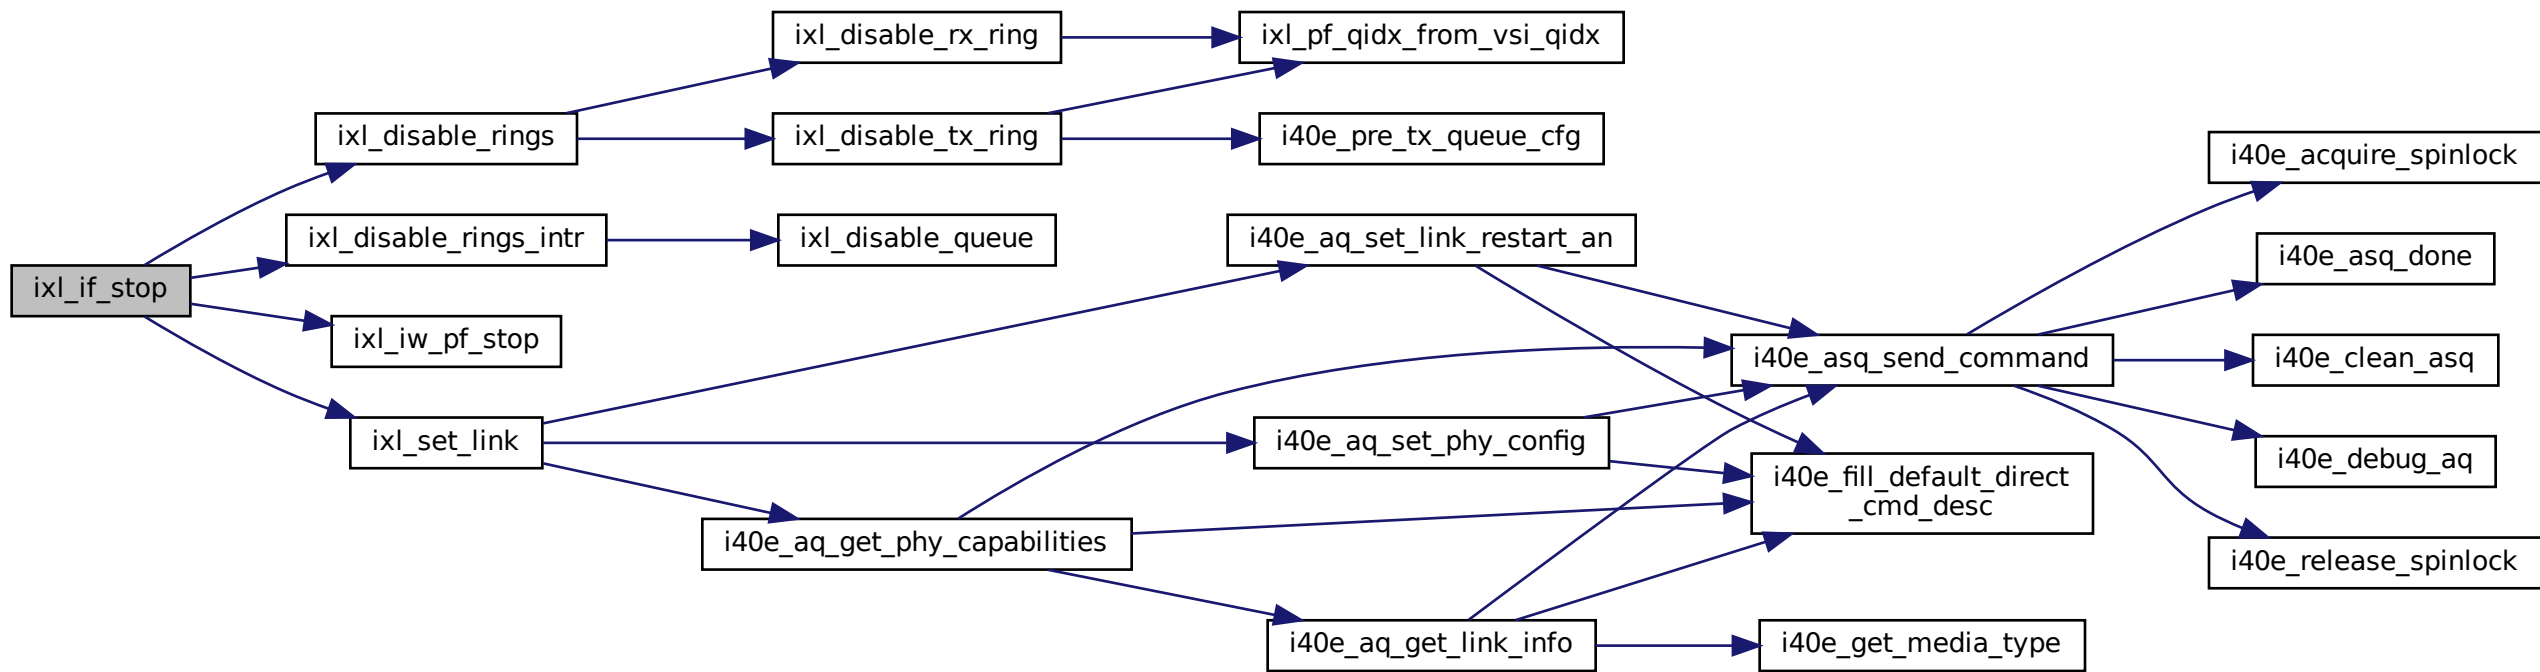 ixl_if_stop
ixl_disable_rings
ixl_disable_rx_ring
ixl_pf_qidx_from_vsi_qidx
ixl_disable_tx_ring
i40e_pre_tx_queue_cfg
ixl_disable_rings_intr
ixl_disable_queue
ixl_iw_pf_stop
ixl_set_link
i40e_aq_set_link_restart_an
i40e_aq_set_phy_config
i40e_aq_get_phy_capabilities
i40e_aq_get_link_info
i40e_asq_send_command
i40e_fill_default_direct
_cmd_desc
i40e_get_media_type
i40e_acquire_spinlock
i40e_asq_done
i40e_clean_asq
i40e_debug_aq
i40e_release_spinlock